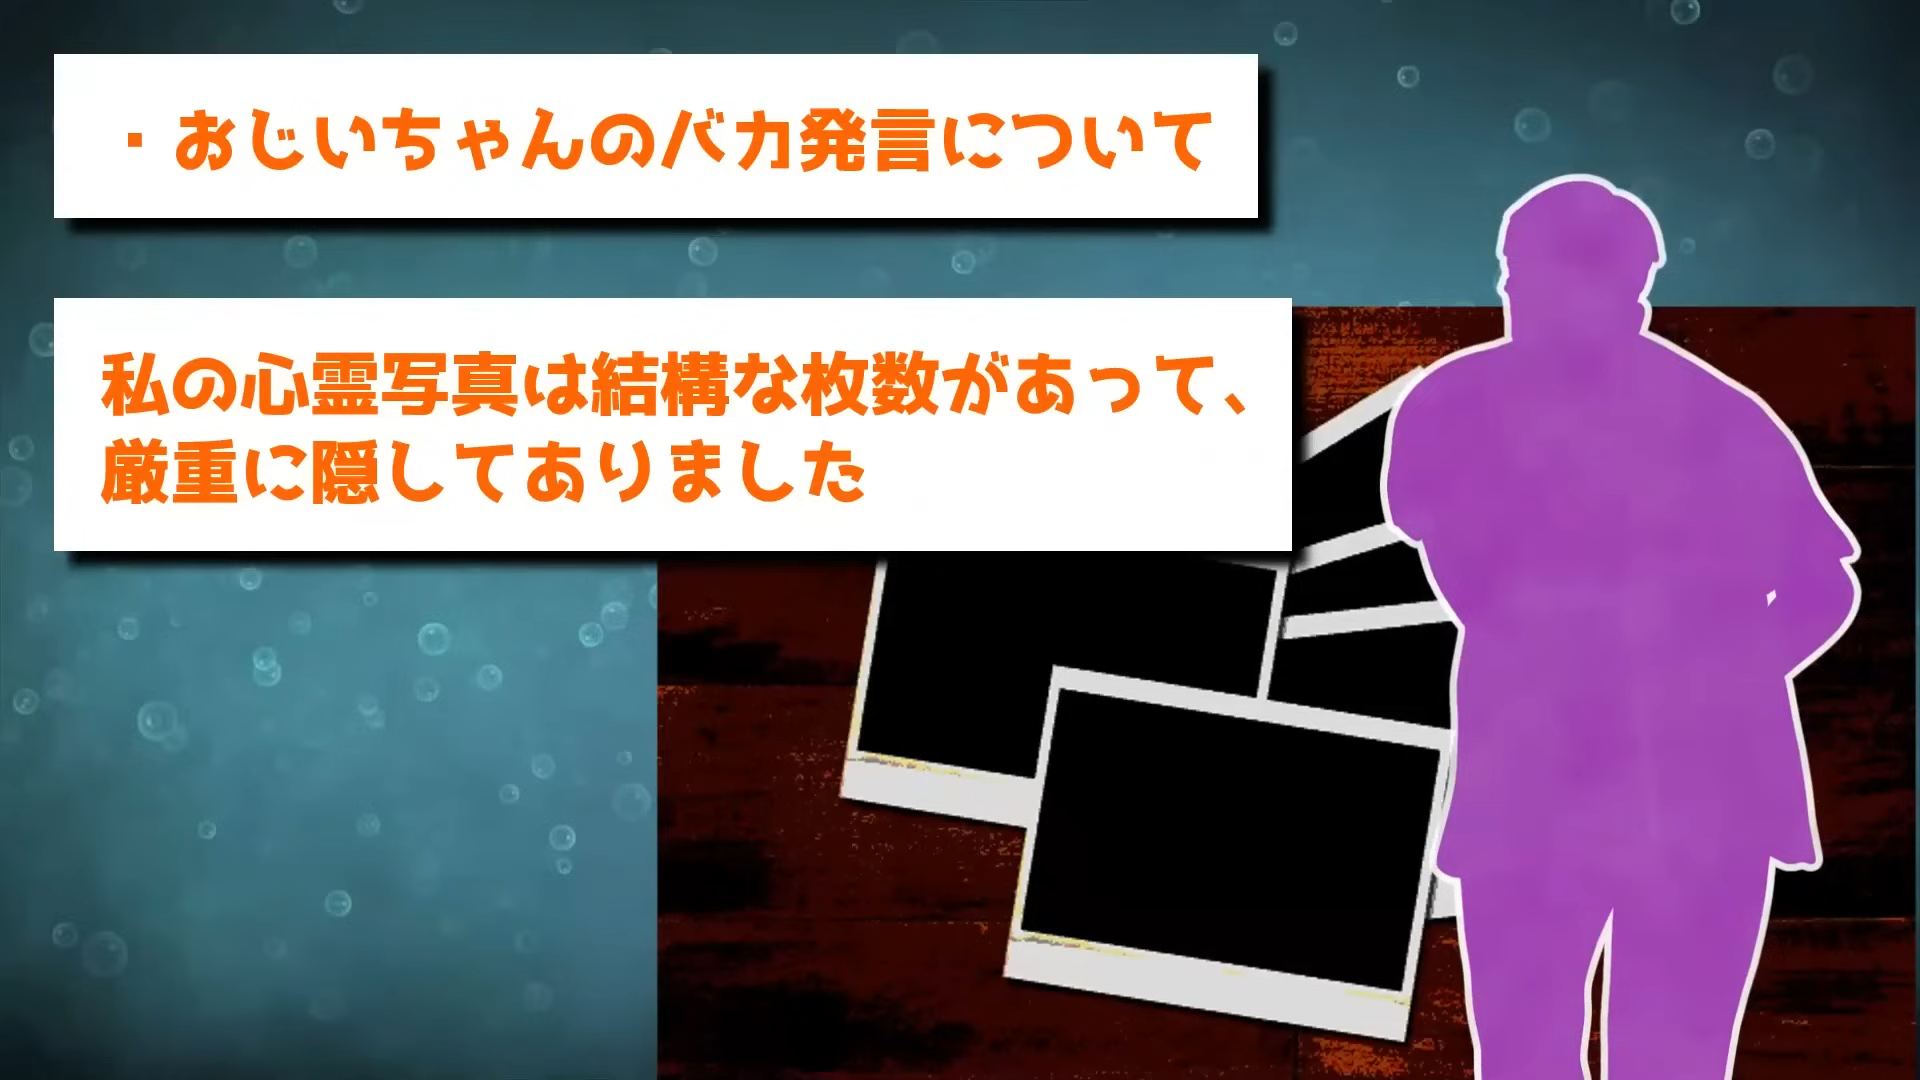 ・おじいちゃんのバカ発言について
私の心霊写真は結構な枚数があって、
厳重に隠してありました